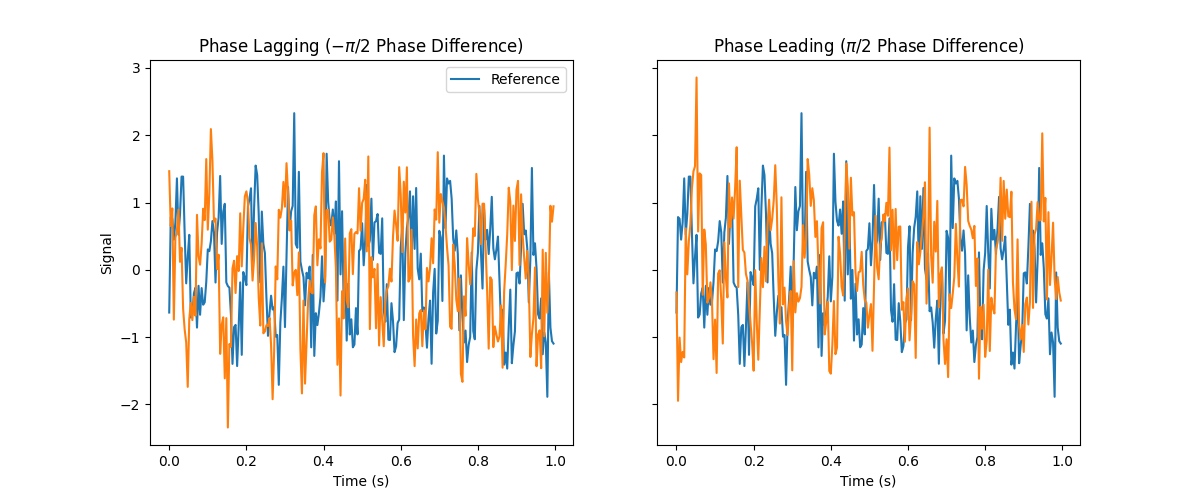 Phase Lagging (−π/2 Phase Difference)
Phase Leading (π/2 Phase Difference)
Reference
3
2
1
0
−1
−2
Signal
0.0 0.2 0.4 0.6 0.8 1.0
0.0 0.2 0.4 0.6 0.8 1.0
Time (s)
Time (s)